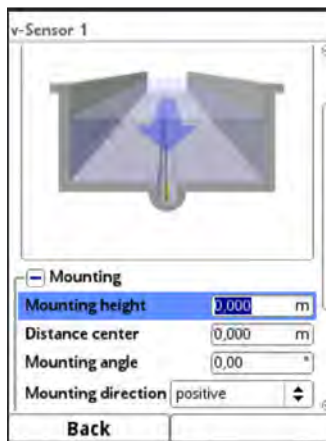 v-Sensor 1
Mounting
Mounting height 0,000 m
Distance center 0,000 m
Mounting angle 0,00 °
Mounting direction positive
Back